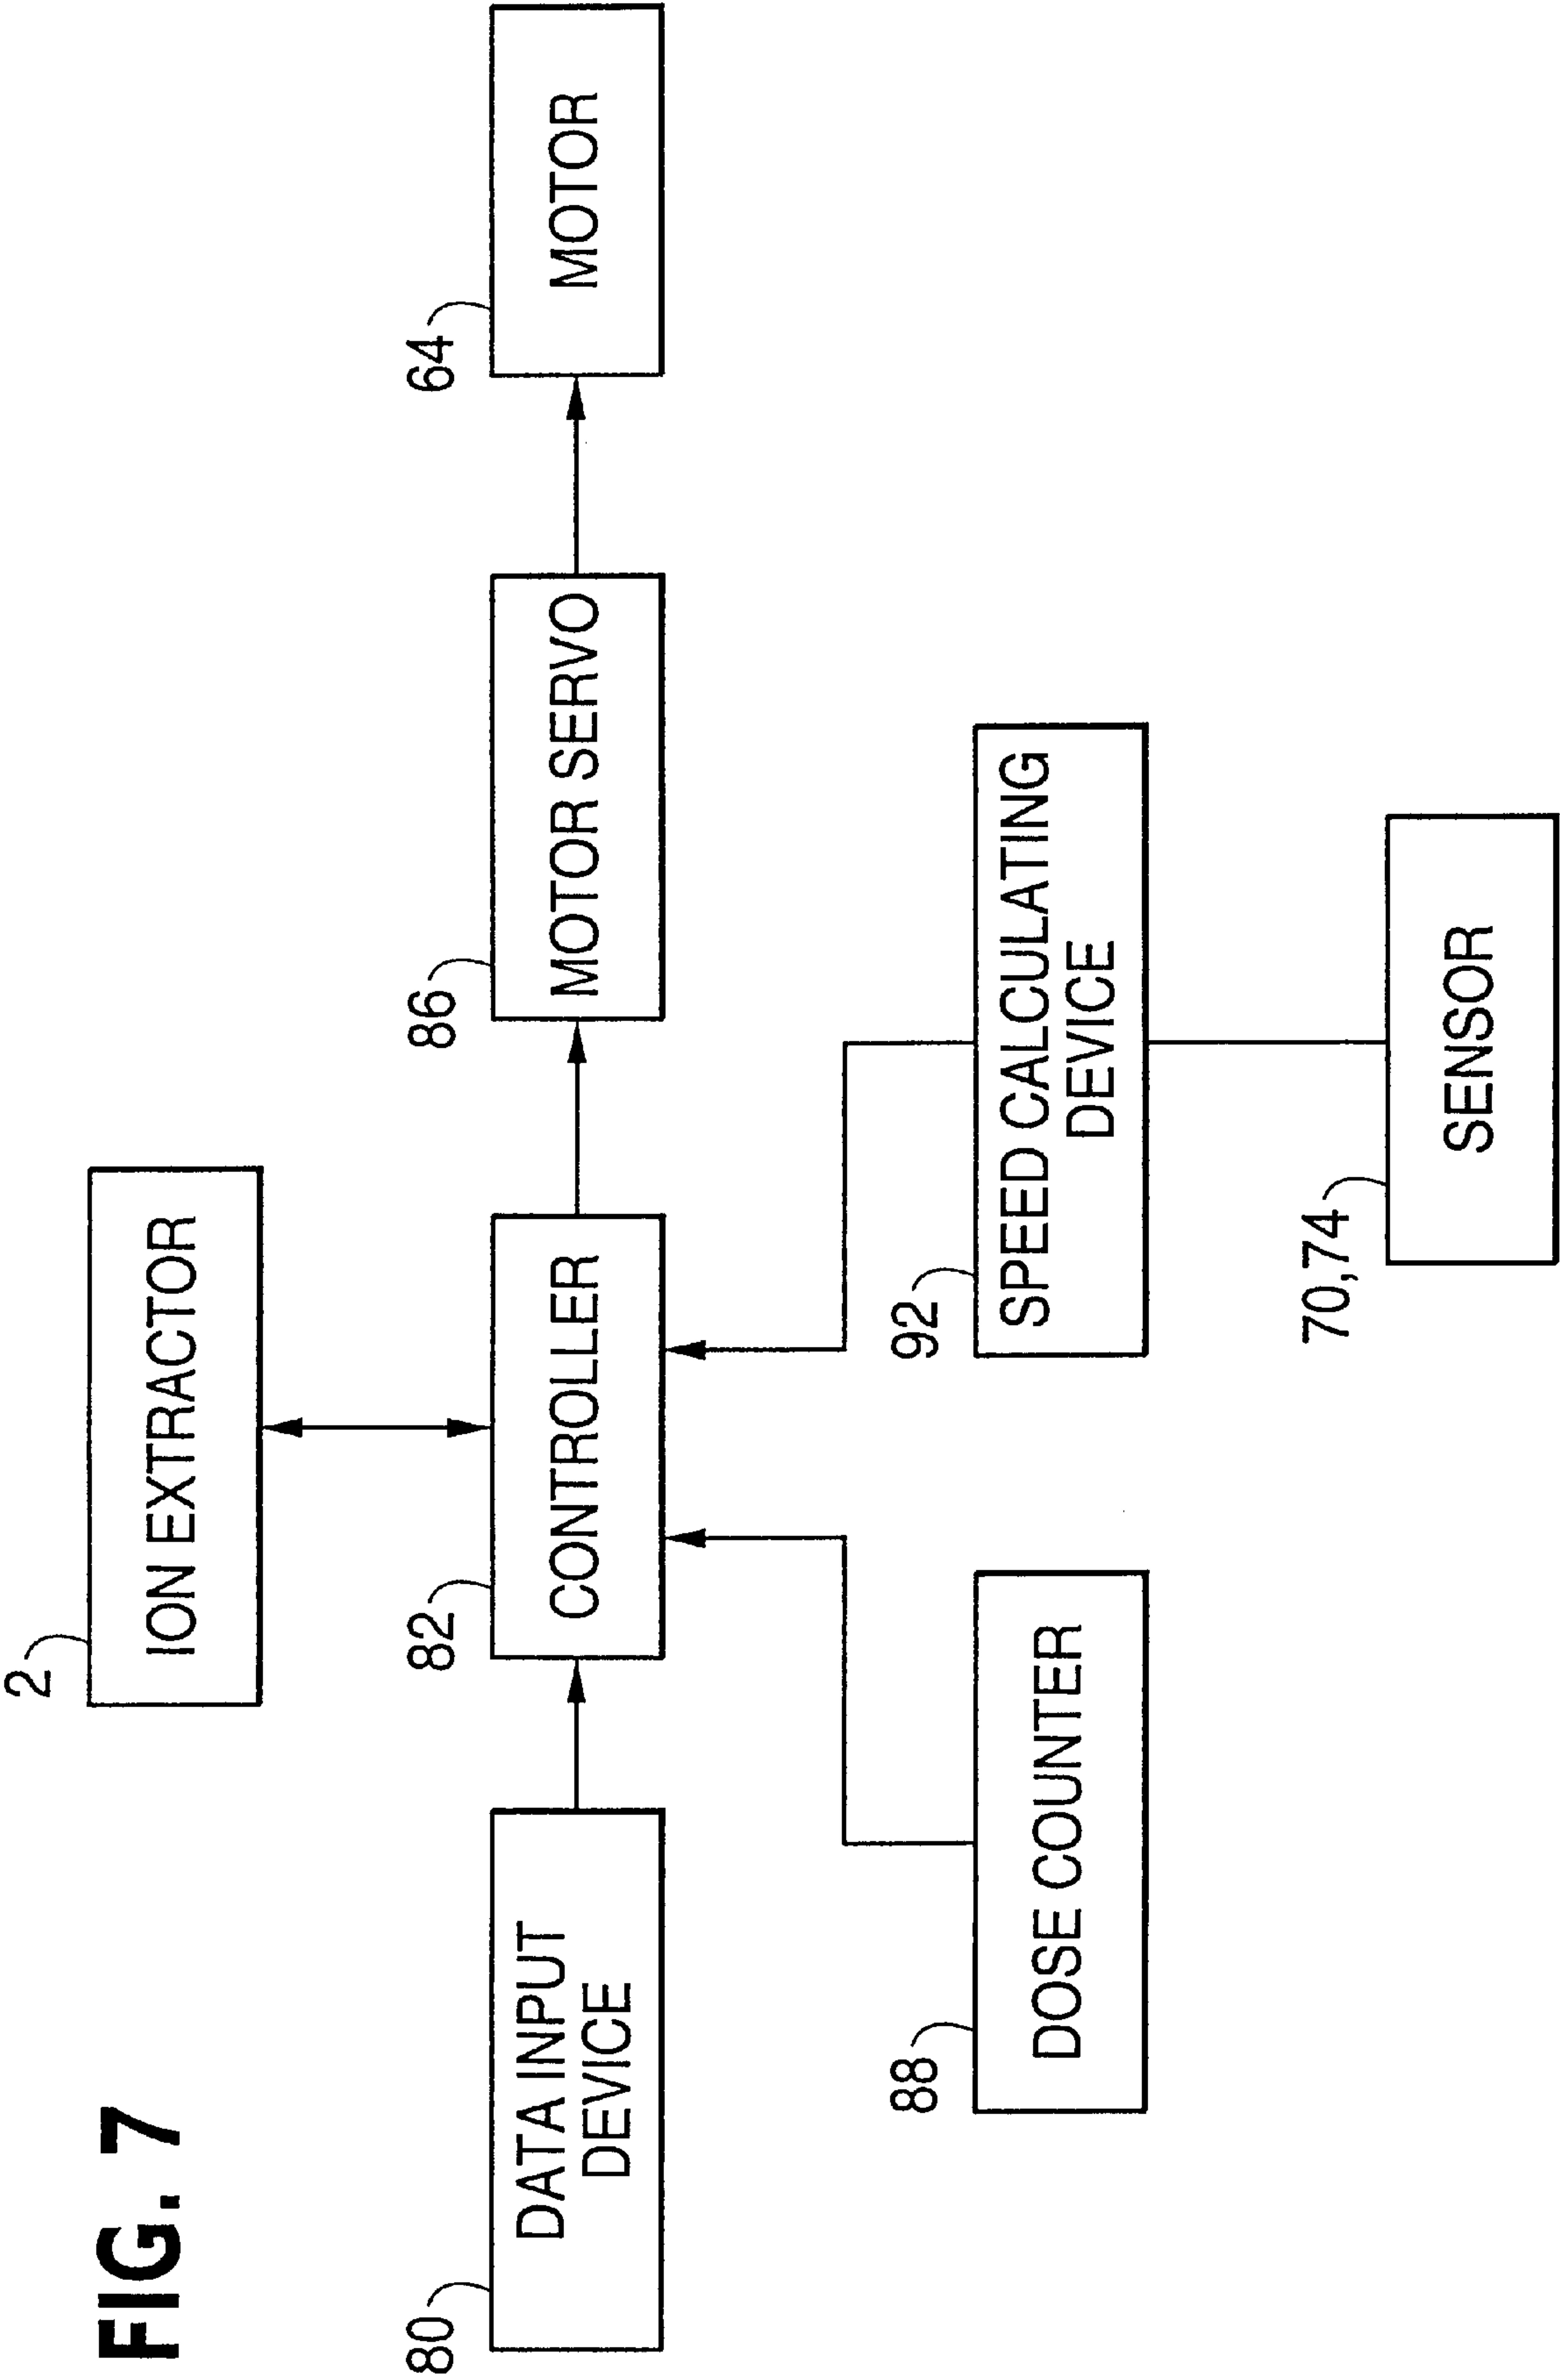 FIG. 7
2
ION EXTRACTOR
80
DATA INPUT
DEVICE
82
CONTROLLER
86
MOTOR SERVO
64
MOTOR
88
DOSE COUNTER
92
SPEED CALCULATING
DEVICE
70,74
SENSOR